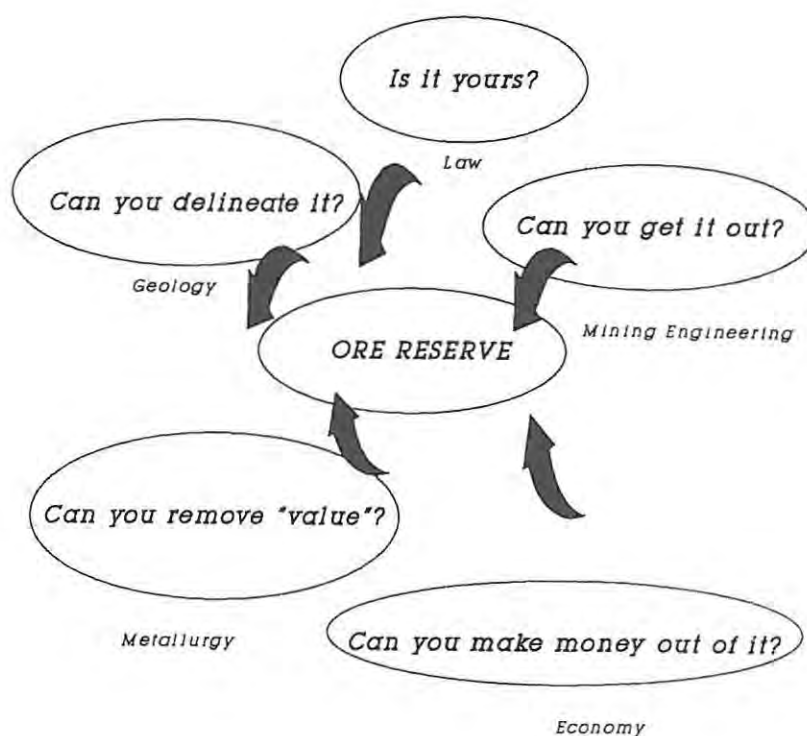 Is it yours?
Law
Can you delineate it?
Geology
Can you get it out?
Mining Engineering
ORE RESERVE
Can you remove "value"?
Metallurgy
Can you make money out of it?
Economy